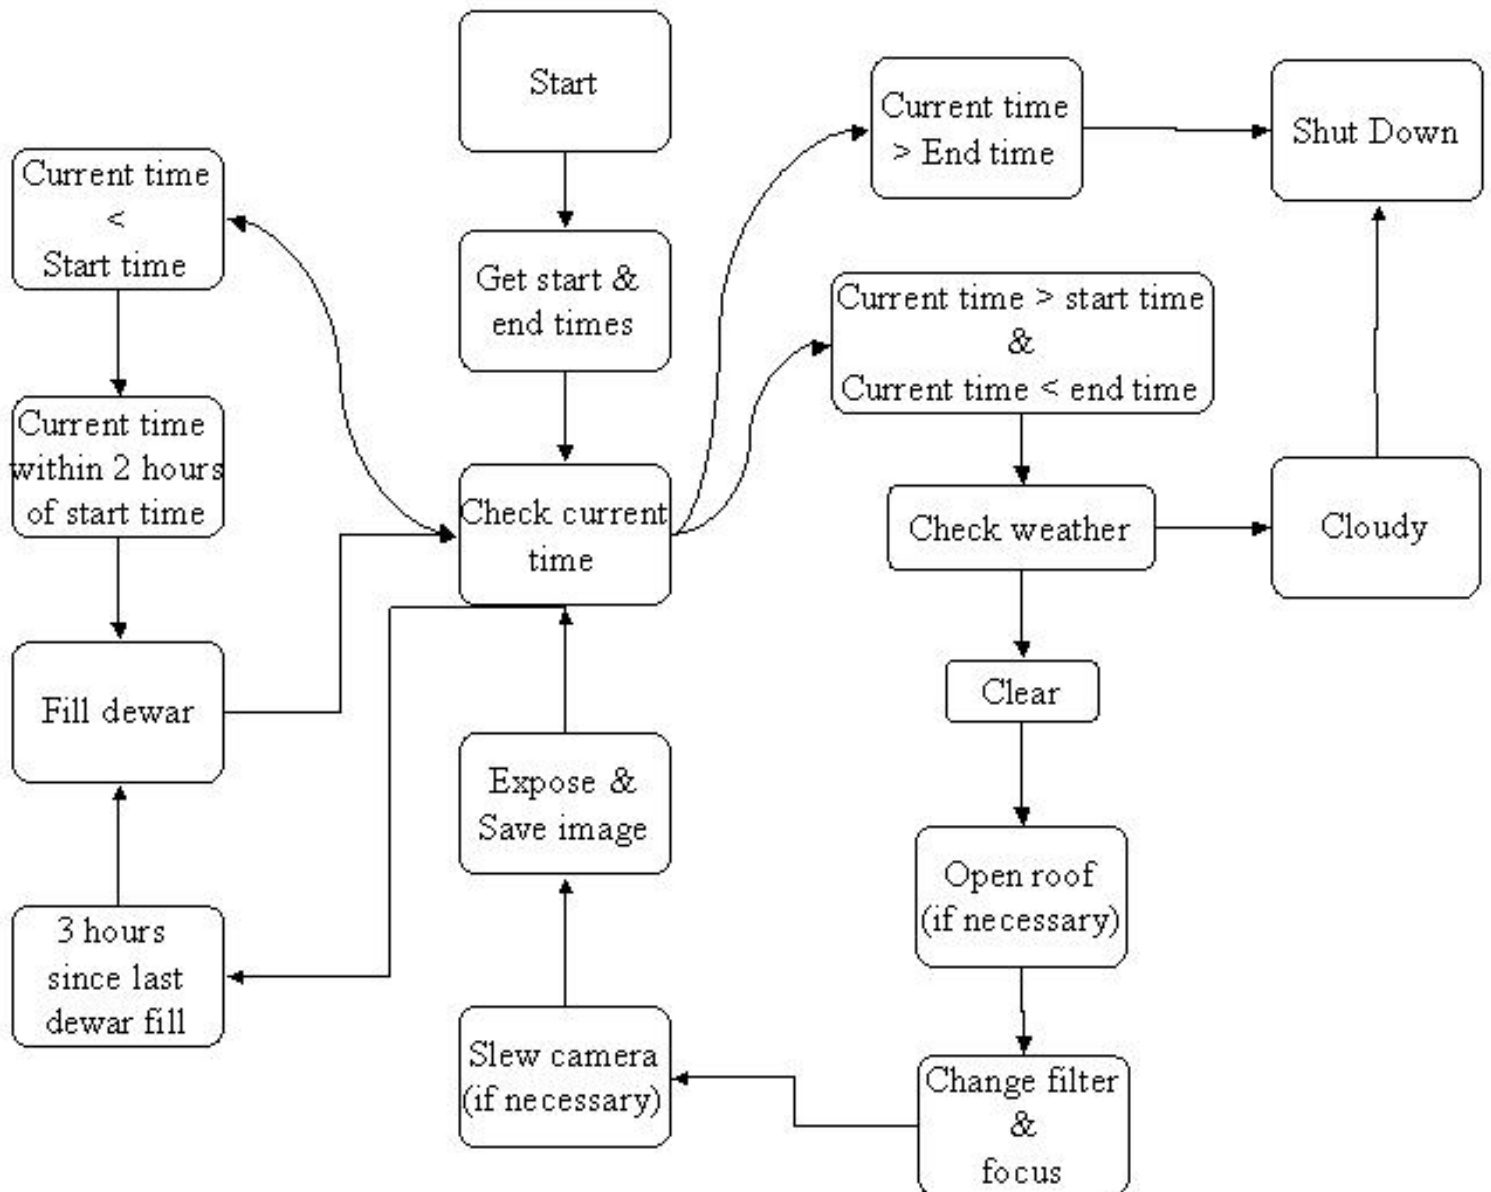 Start
Current time
> End time
Shut Down
Current time
<
Start time
Get start &
end times
Current time > start time
&
Current time < end time
Current time
within 2 hours
of start time
Check current
time
Check weather
Cloudy
Clear
Fill dewar
Expose &
Save image
Open roof
(if necessary)
3 hours
since last
dewar fill
Slew camera
(if necessary)
Change filter
&
focus